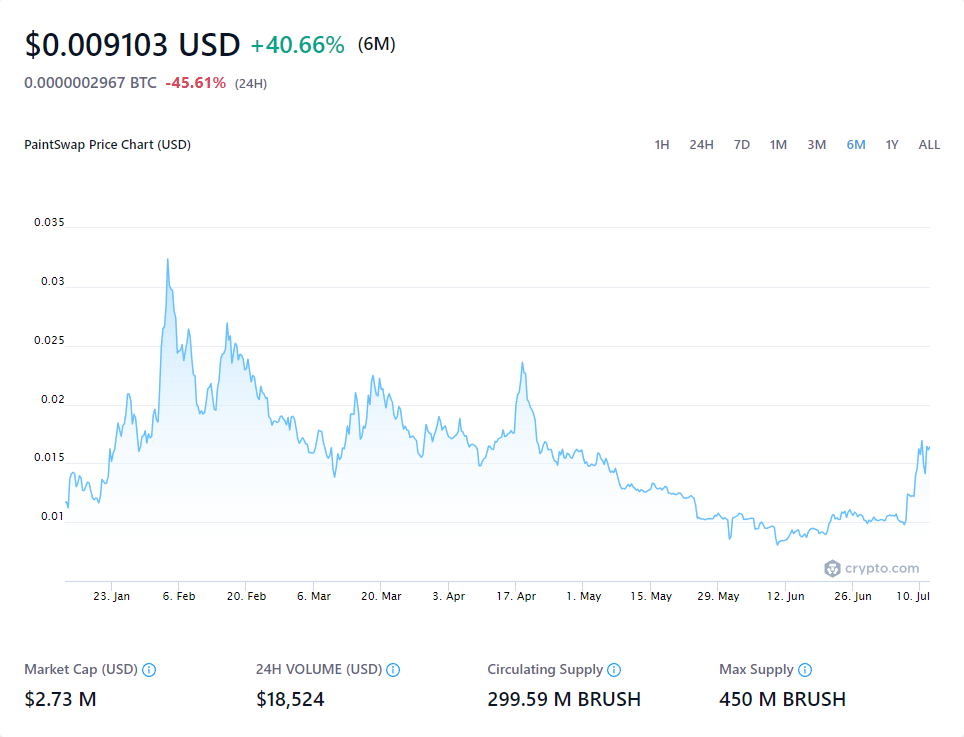 $0.009103 USD +40.66% (6M)
0.0000002967 BTC -45.61% (24H)
PaintSwap Price Chart (USD) 1H 24H 7D 1M 3M 6M 1Y ALL
0.035
0.03
0.025
0.02
0.015
0.01
crypto.com
23. Jan 6. Feb 20. Feb 6. Mar 20. Mar 3. Apr 17. Apr 1. May 15. May 29. May 12. Jun 26. Jun 10. Jul
Market Cap (USD) 24H VOLUME (USD) Circulating Supply Max Supply
$2.73 M $18,524 299.59 M BRUSH 450 M BRUSH